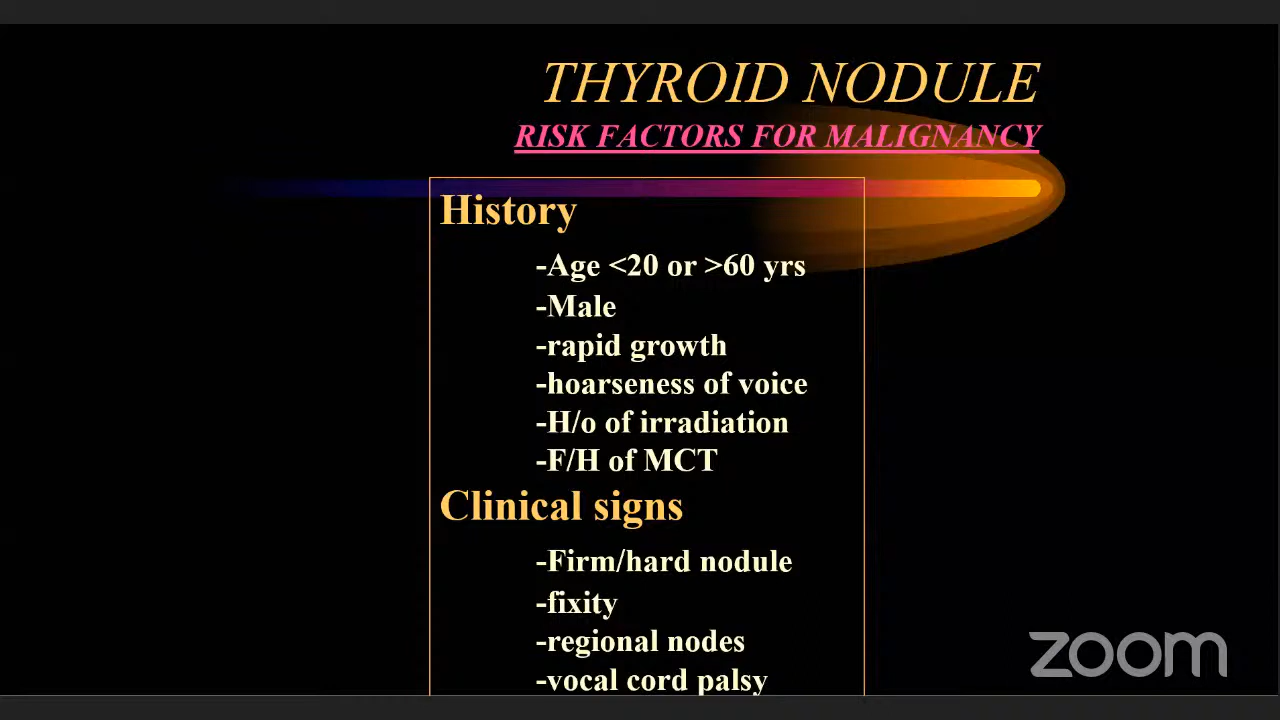 THYROID NODULE
RISK FACTORS FOR MALIGNANCY
History
-Age <20 or >60 yrs
-Male
-rapid growth
-hoarseness of voice
-H/o of irradiation
-F/H of MCT
Clinical signs
-Firm/hard nodule
-fixity
-regional nodes
-vocal cord palsy
zoom